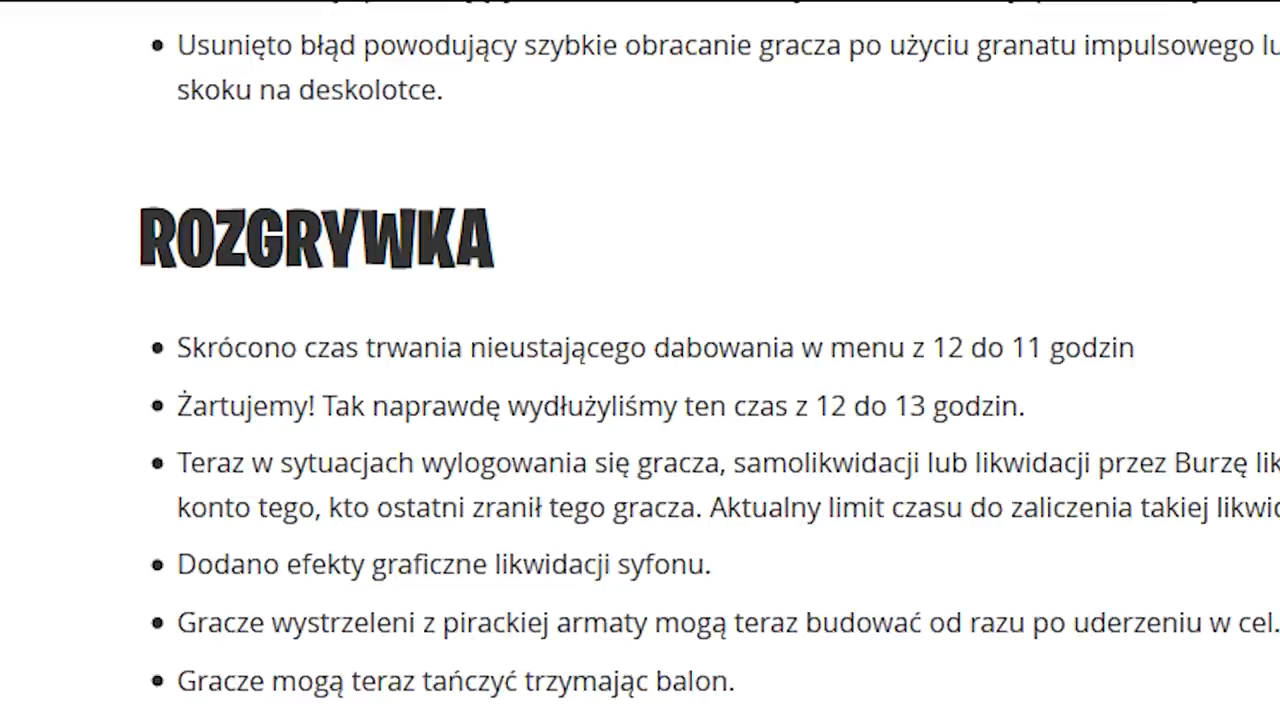 Usunięto błąd powodujący szybkie obracanie gracza po użyciu granatu impulsowego
skoku na deskolotce.
ROZGRYWKA
Skrócono czas trwania nieustającego dabowania w menu z 12 do 11 godzin
Żartujemy! Tak naprawdę wydłużyliśmy ten czas z 12 do 13 godzin.
Teraz w sytuacjach wylogowania się gracza, samolikwidacji lub likwidacji przez Burzę
konto tego, kto ostatni zranił tego gracza. Aktualny limit czasu do zaliczenia takiej
Dodano efekty graficzne likwidacji syfonu.
Gracze wystrzeleni z pirackiej armaty mogą teraz budować od razu po uderzeniu w cel.
Gracze mogą teraz tańczyć trzymając balon.